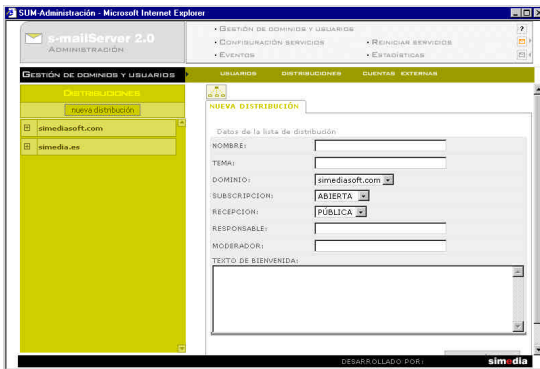 SUM-Administración - Microsoft Internet Explorer
s-mailServer 2.0
ADMINISTRACIÓN
• GESTIÓN DE DOMINIOS Y USUARIOS
• CONFIGURACIÓN SERVICIOS
• REINICIAR SERVICIOS
• EVENTOS
• ESTADÍSTICAS
?
GESTIÓN DE DOMINIOS Y USUARIOS
USUARIOS DISTRIBUCIONES CUENTAS EXTERNAS
DISTRIBUCIONES
nueva distribución
simediasoft.com
simedia.es
NUEVA DISTRIBUCIÓN
Datos de la lista de distribución
NOMBRE:
TEMA:
DOMINIO: simediasoft.com
SUBSCRIPCION: ABIERTA
RECEPCION: PÚBLICA
RESPONSABLE:
MODERADOR:
TEXTO DE BIENVENIDA:
DESARROLLADO POR: simedia